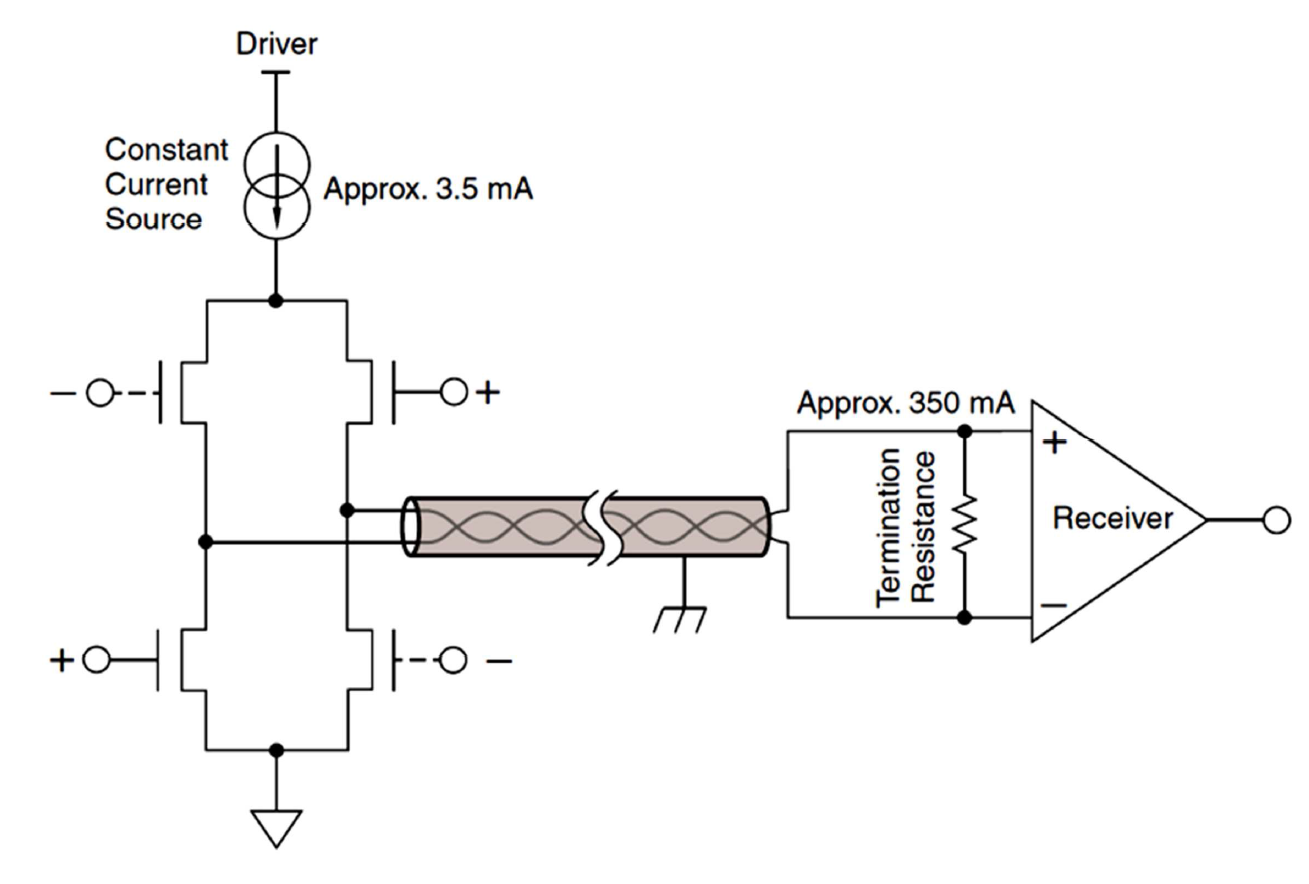 Driver
Constant
Current
Source
Approx. 3.5 mA
−
+
+
−
Approx. 350 mA
Termination
Resistance
+
Receiver
−